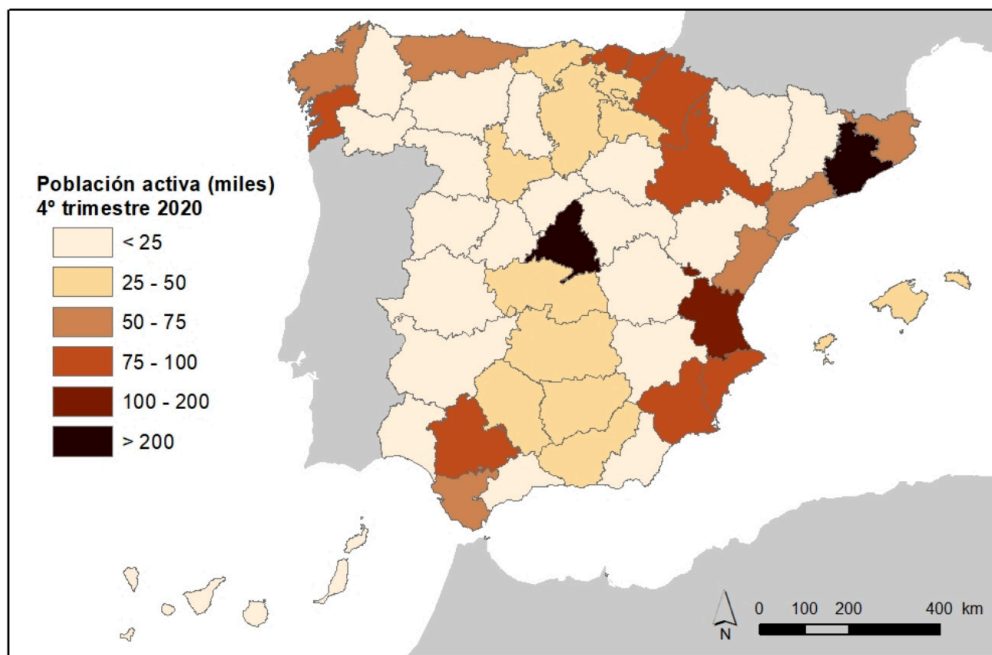 Población activa (miles)
4º trimestre 2020
< 25
25 - 50
50 - 75
75 - 100
100 - 200
> 200
N
0 100 200 400 km